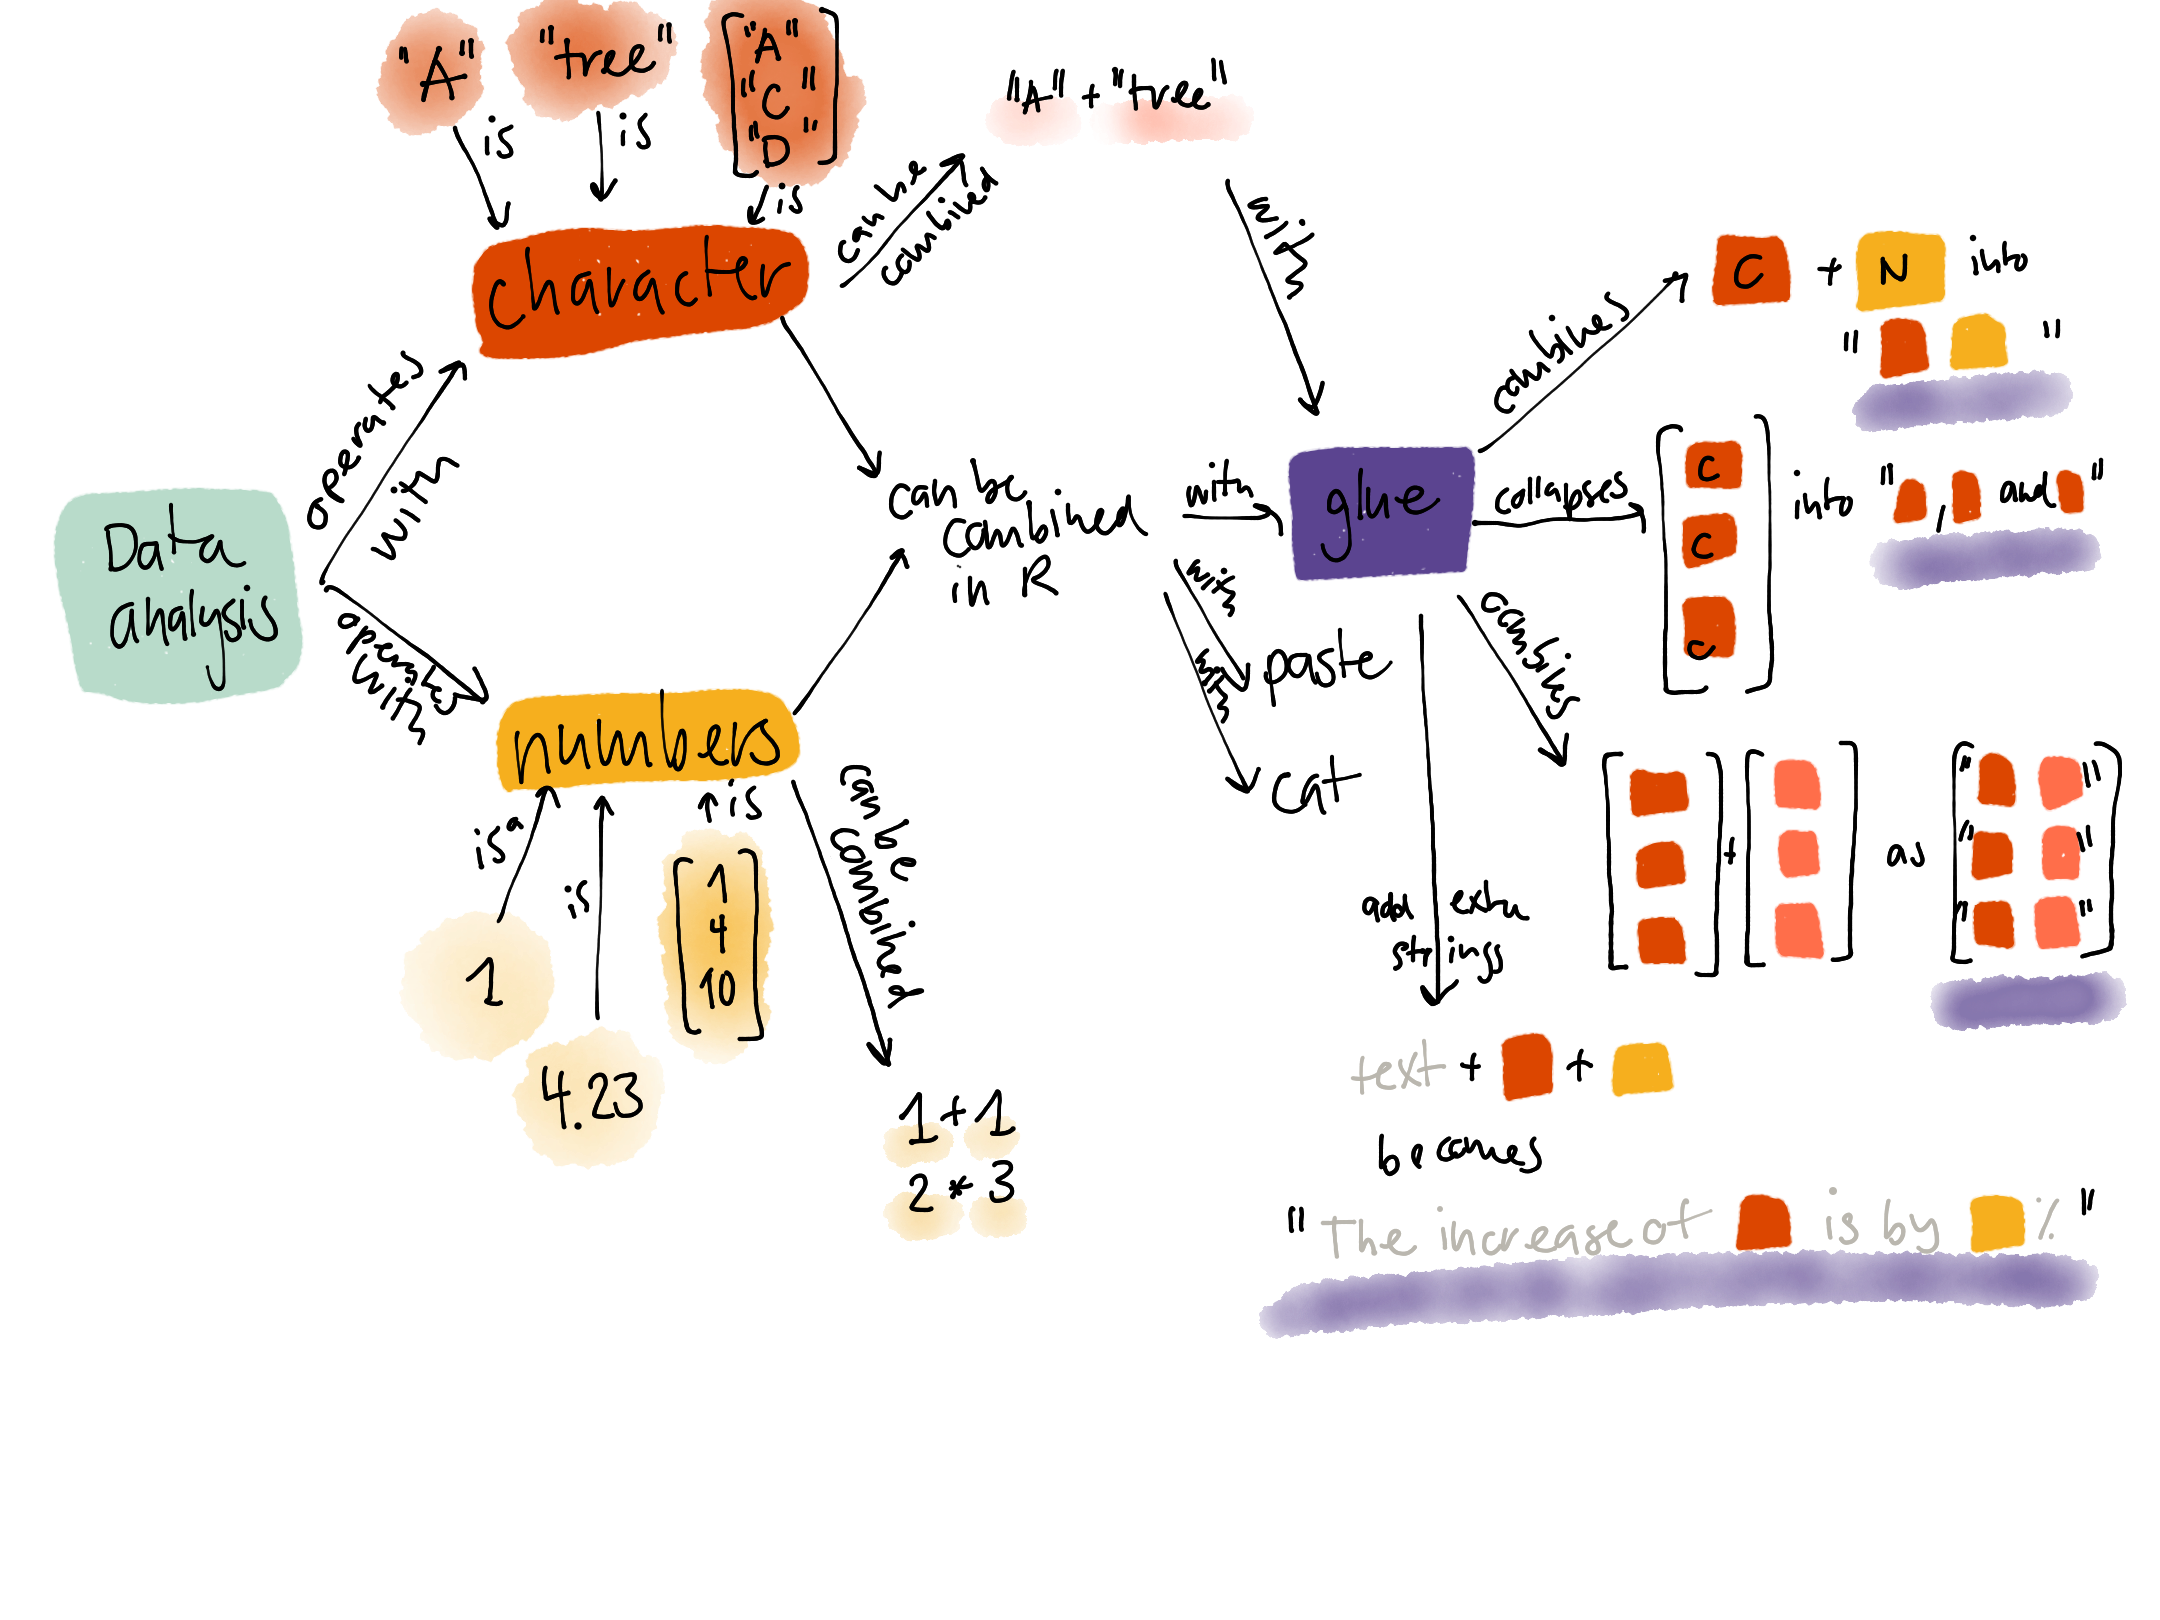 "A"
is
"tree"
is
"A"
"C"
"D"
is
character
can be
combined
"A" + "tree"
with
operates
with
Data
analysis
operates
with
numbers
is a
1
is
4.23
is
1
4
10
can be
combined
1 + 1
2 * 3
can be
combined
in R
with
with
with
glue
paste
cat
combines
C + N into
" "
collapses
C
C
C
into " , and "
combines
+ as
" "
" "
" "
add extra
strings
text + +
becomes
" The increase of is by % "